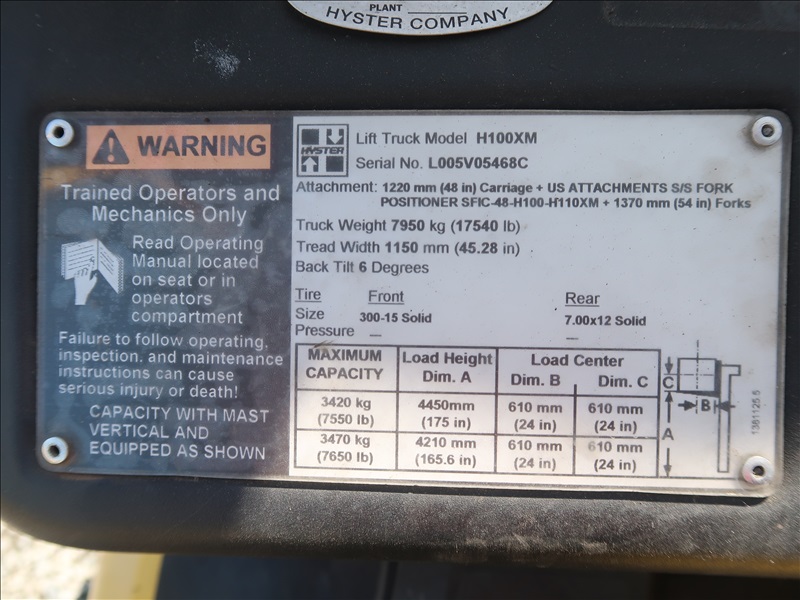 PLANT
HYSTER COMPANY
WARNING
Trained Operators and
Mechanics Only
Read Operating
Manual located
on seat or in
operators
compartment
Failure to follow operating,
inspection, and maintenance
instructions can cause
serious injury or death!
CAPACITY WITH MAST
VERTICAL AND
EQUIPPED AS SHOWN
HYSTER
Lift Truck Model H100XM
Serial No. L005V05468C
Attachment: 1220 mm (48 in) Carriage + US ATTACHMENTS S/S FORK
POSITIONER SFIC-48-H100-H110XM + 1370 mm (54 in) Forks
Truck Weight 7950 kg (17540 lb)
Tread Width 1150 mm (45.28 in)
Back Tilt 6 Degrees
Tire Front Rear
Size 300-15 Solid 7.00x12 Solid
Pressure — —
MAXIMUM CAPACITY Load Height Dim. A Load Center Dim. B Dim. C
3420 kg 4450mm 610 mm 610 mm
(7550 lb) (175 in) (24 in) (24 in)
3470 kg 4210 mm 610 mm 610 mm
(7650 lb) (165.6 in) (24 in) (24 in)
C
B
A
1361125.5